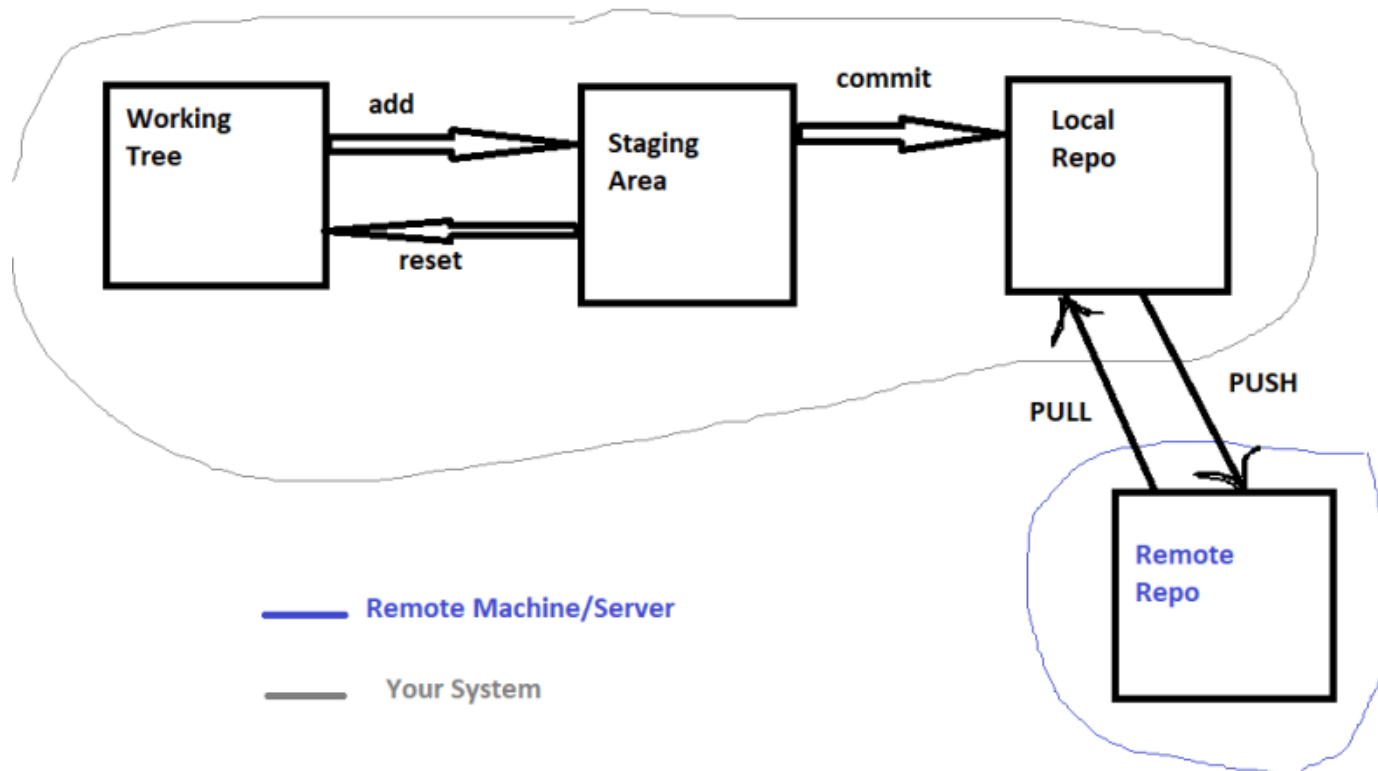 commit
add
Working
Tree
Staging
Area
Local
Repo
reset
PULL
PUSH
Remote
Repo
Remote Machine/Server
Your System